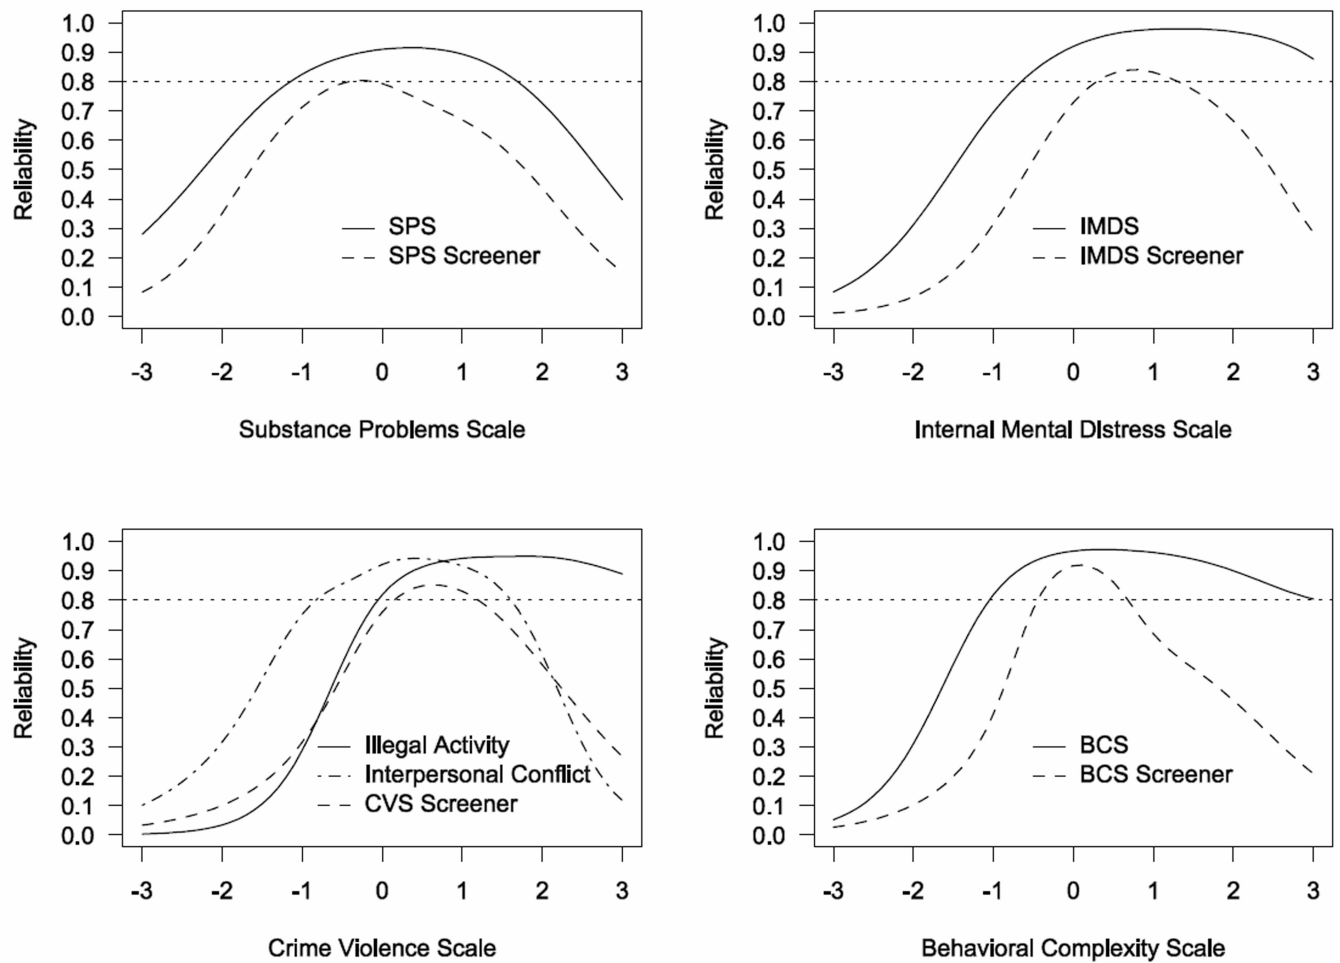 1.0
0.9
0.8
0.7
0.6
0.5
0.4
0.3
0.2
0.1
0.0
Reliability
SPS
SPS Screener
-3 -2 -1 0 1 2 3
Substance Problems Scale
1.0
0.9
0.8
0.7
0.6
0.5
0.4
0.3
0.2
0.1
0.0
Reliability
IMDS
IMDS Screener
-3 -2 -1 0 1 2 3
Internal Mental DIstress Scale
1.0
0.9
0.8
0.7
0.6
0.5
0.4
0.3
0.2
0.1
0.0
Reliability
Illegal Activity
Interpersonal Conflict
CVS Screener
-3 -2 -1 0 1 2 3
Crime Violence Scale
1.0
0.9
0.8
0.7
0.6
0.5
0.4
0.3
0.2
0.1
0.0
Reliability
BCS
BCS Screener
-3 -2 -1 0 1 2 3
Behavioral Complexity Scale